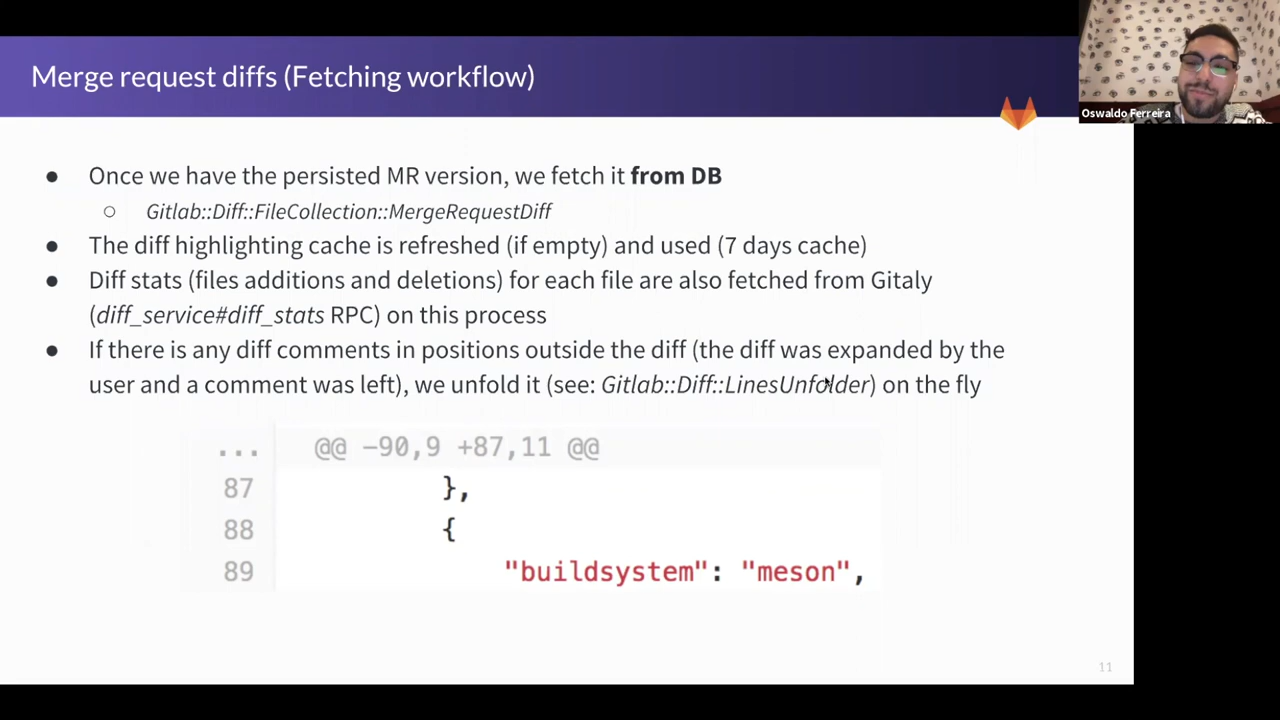 Merge request diffs (Fetching workflow)
Oswaldo Ferreira
● Once we have the persisted MR version, we fetch it from DB
○ Gitlab::Diff::FileCollection::MergeRequestDiff
● The diff highlighting cache is refreshed (if empty) and used (7 days cache)
● Diff stats (files additions and deletions) for each file are also fetched from Gitaly
(diff_service#diff_stats RPC) on this process
● If there is any diff comments in positions outside the diff (the diff was expanded by the
user and a comment was left), we unfold it (see: Gitlab::Diff::LinesUnfolder) on the fly
... @@ -90,9 +87,11 @@
87 },
88 {
89 "buildsystem": "meson",
11